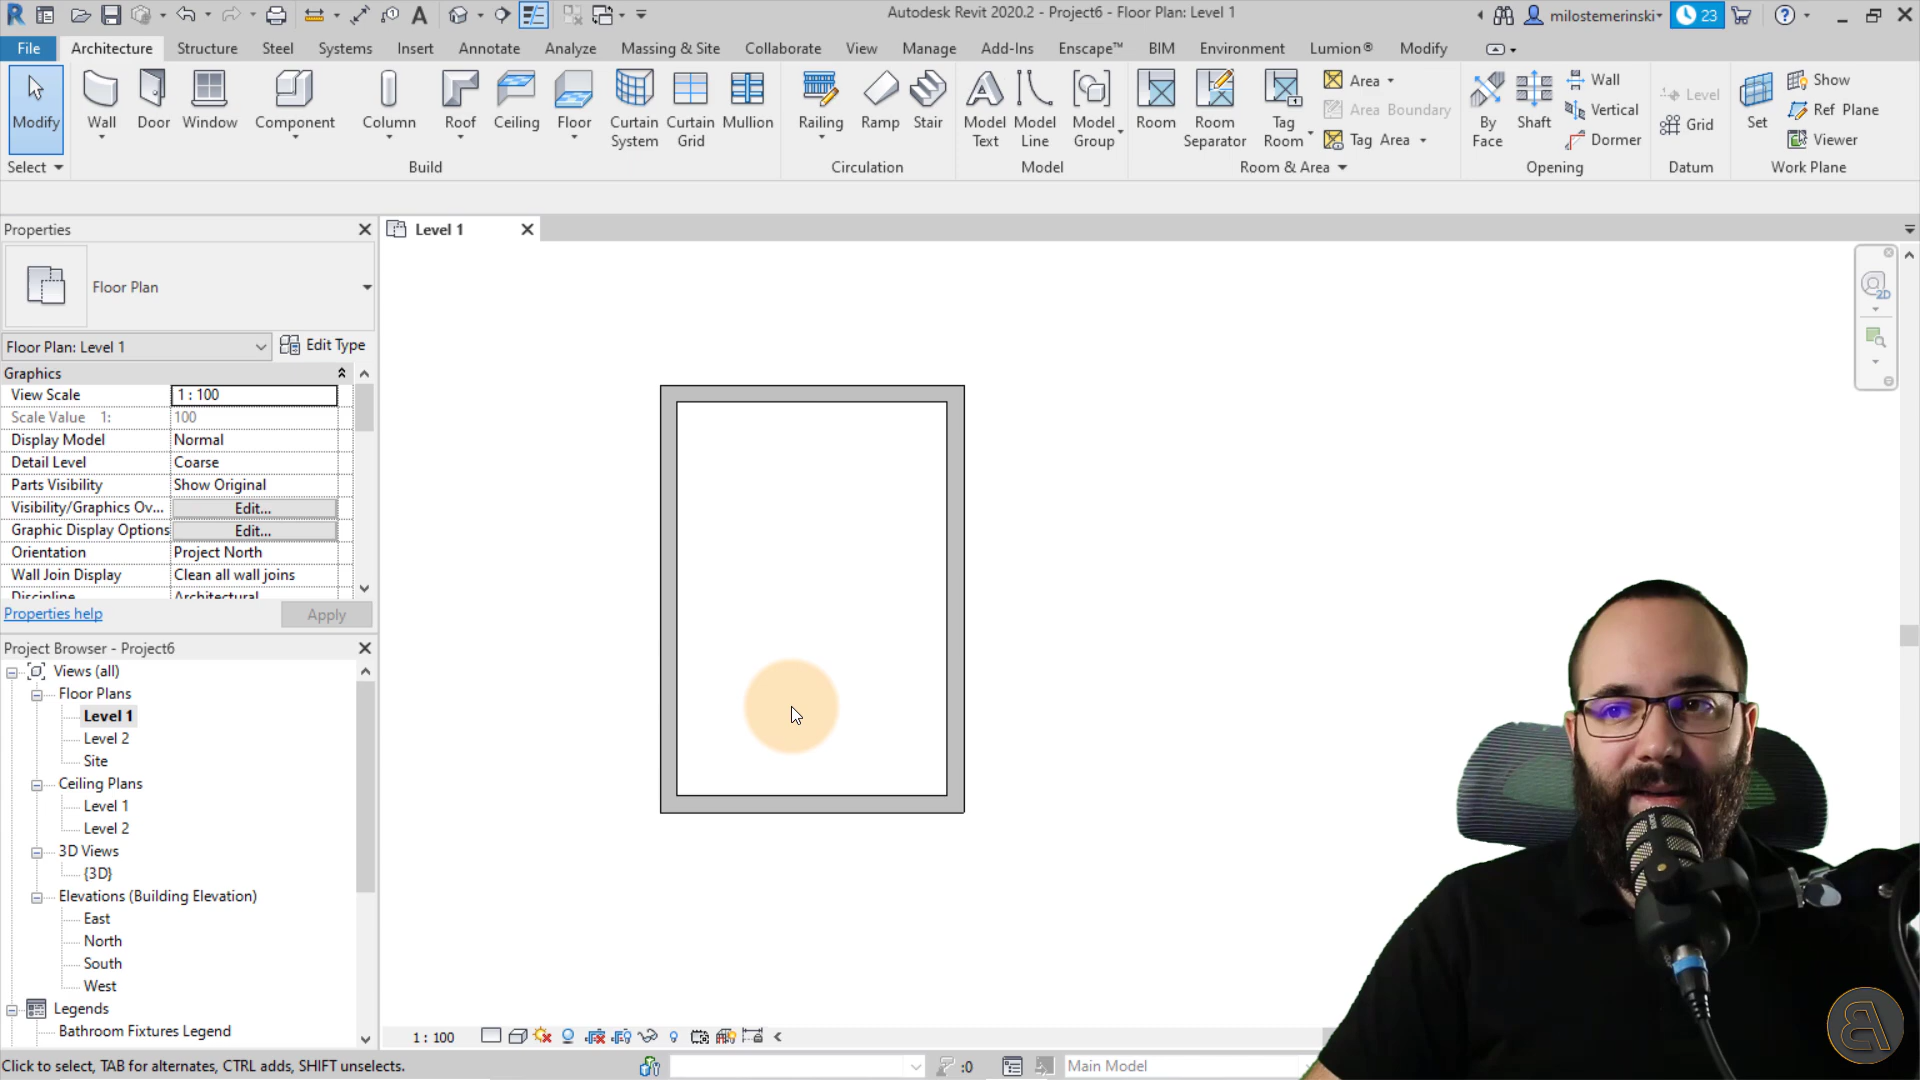 Autodesk Revit 2020.2 - Project6 - Floor Plan: Level 1
milostemerinski
23
File Architecture Structure Steel Systems Insert Annotate Analyze Massing & Site Collaborate View Manage Add-Ins Enscape™ BIM Environment Lumion® Modify
Modify
Wall
Door
Window
Component
Column
Roof
Ceiling
Floor
Curtain System
Curtain Grid
Mullion
Railing
Ramp
Stair
Model Text
Model Line
Model Group
Room
Room Separator
Tag Room
Area
Area Boundary
Tag Area
By Face
Shaft
Wall
Vertical
Dormer
Level
Grid
Set
Show
Ref Plane
Viewer
Select
Build
Circulation
Model
Room & Area
Opening
Datum
Work Plane
Properties
Level 1
Floor Plan
Floor Plan: Level 1
Edit Type
Graphics
View Scale 1 : 100
Scale Value 1: 100
Display Model Normal
Detail Level Coarse
Parts Visibility Show Original
Visibility/Graphics Ov... Edit...
Graphic Display Options Edit...
Orientation Project North
Wall Join Display Clean all wall joins
Discipline Architectural
Properties help
Apply
Project Browser - Project6
Views (all)
Floor Plans
Level 1
Level 2
Site
Ceiling Plans
Level 1
Level 2
3D Views
{3D}
Elevations (Building Elevation)
East
North
South
West
Legends
Bathroom Fixtures Legend
1 : 100
Click to select, TAB for alternates, CTRL adds, SHIFT unselects.
:0
Main Model
2D